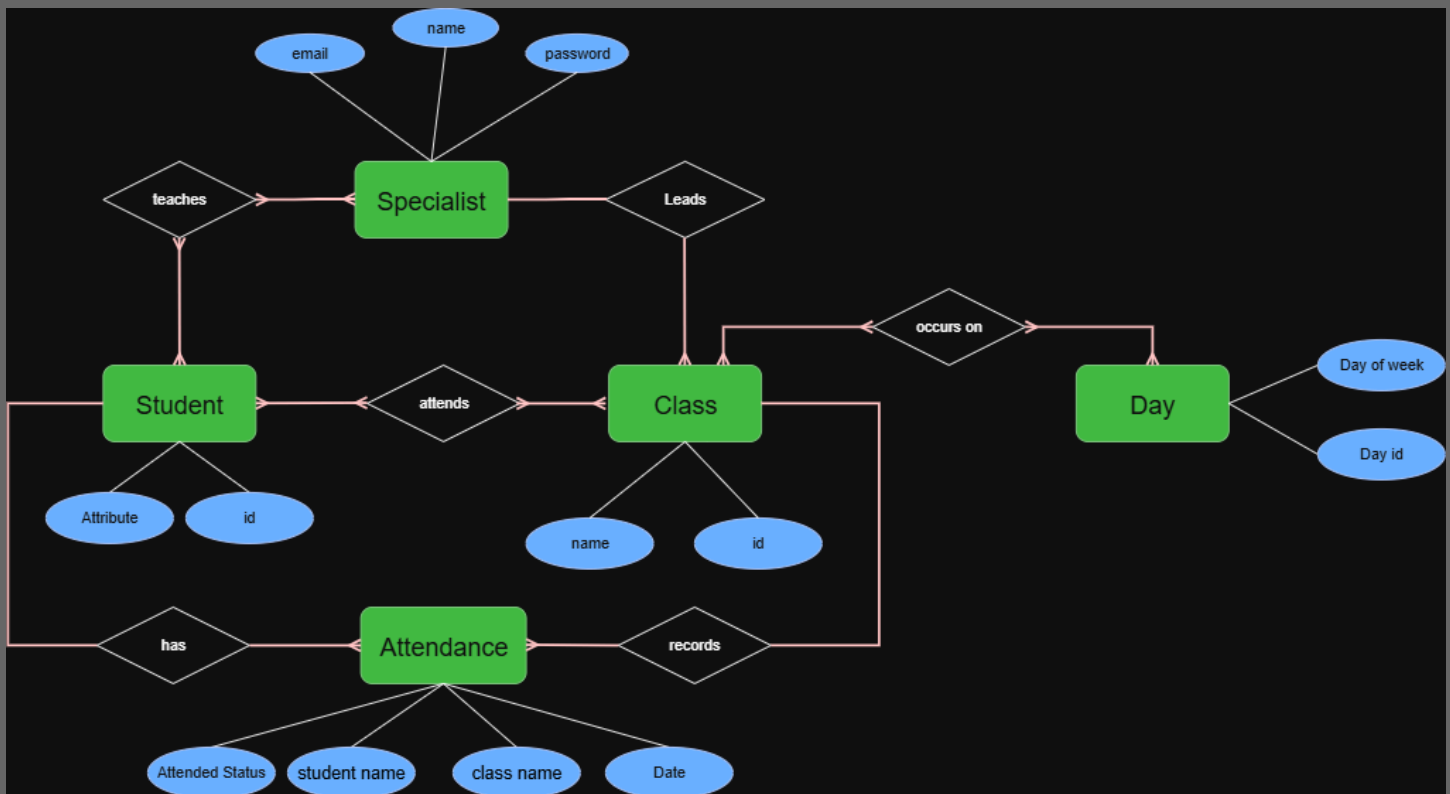 name
email
password
teaches
Specialist
Leads
occurs on
Day of week
Student
attends
Class
Day
Day id
Attribute
id
name
id
has
Attendance
records
Attended Status
student name
class name
Date